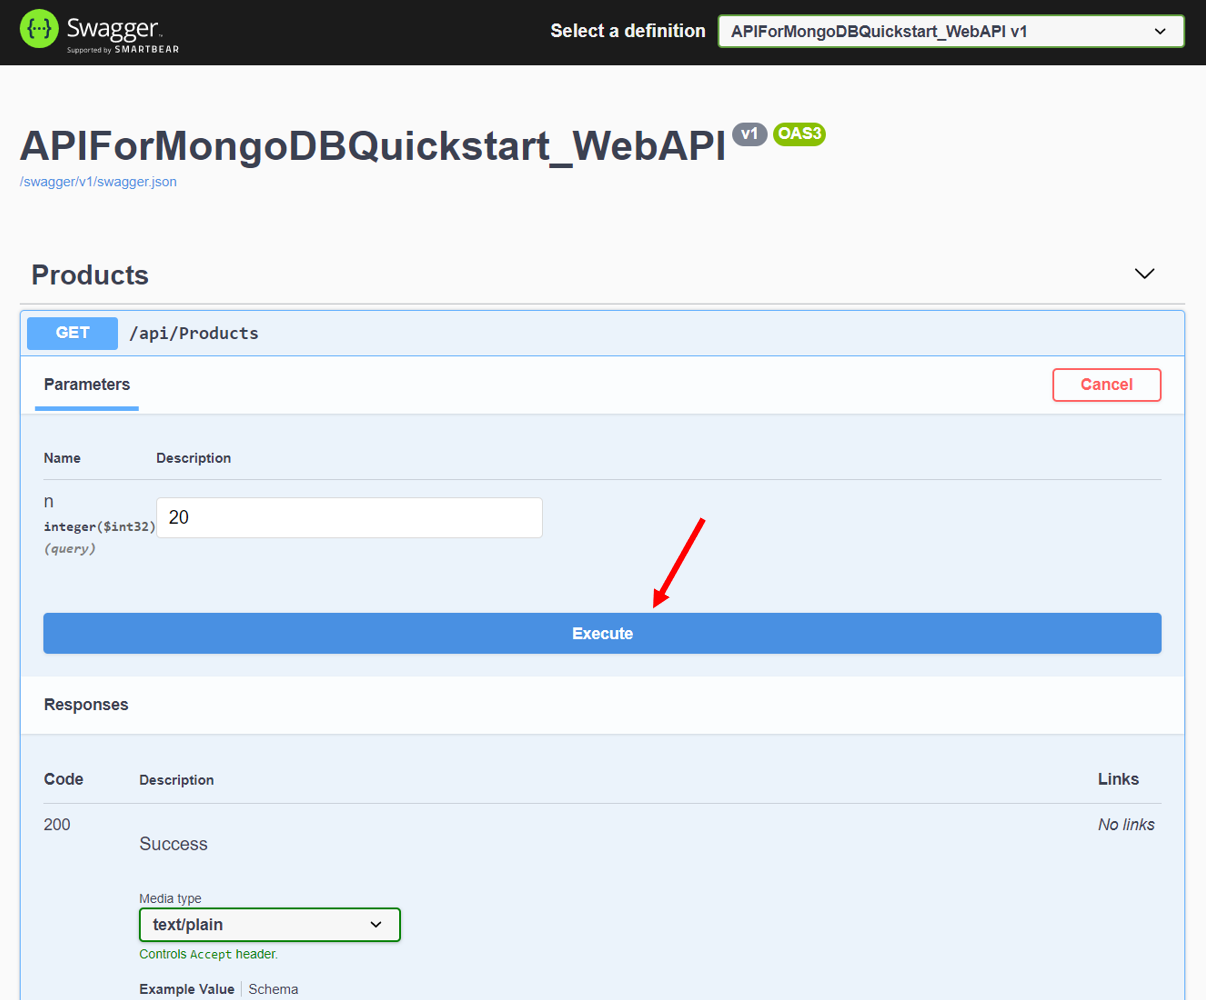 {···} Swagger™
Supported by SMARTBEAR
Select a definition
APIForMongoDBQuickstart_WebAPI v1
APIForMongoDBQuickstart_WebAPI v1 OAS3
/swagger/v1/swagger.json
Products
GET /api/Products
Parameters
Cancel
Name Description
n
integer($int32)
(query)
20
Execute
Responses
Code Description Links
200
Success
No links
Media type
text/plain
Controls Accept header.
Example Value Schema